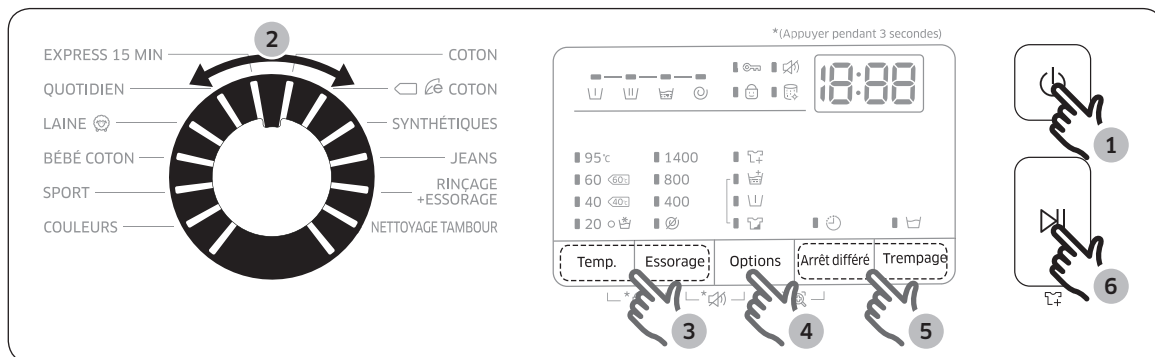 *(Appuyer pendant 3 secondes)
2
EXPRESS 15 MIN
QUOTIDIEN
LAINE
BÉBÉ COTON
SPORT
COULEURS
COTON
é COTON
SYNTHÉTIQUES
JEANS
RINÇAGE
+ESSORAGE
NETTOYAGE TAMBOUR
18:88
95℃ 1400
60 60℃ 800
40 40℃ 400
20
Temp. Essorage Options Arrêt différé Trempage
* *
3 4 5
1
6